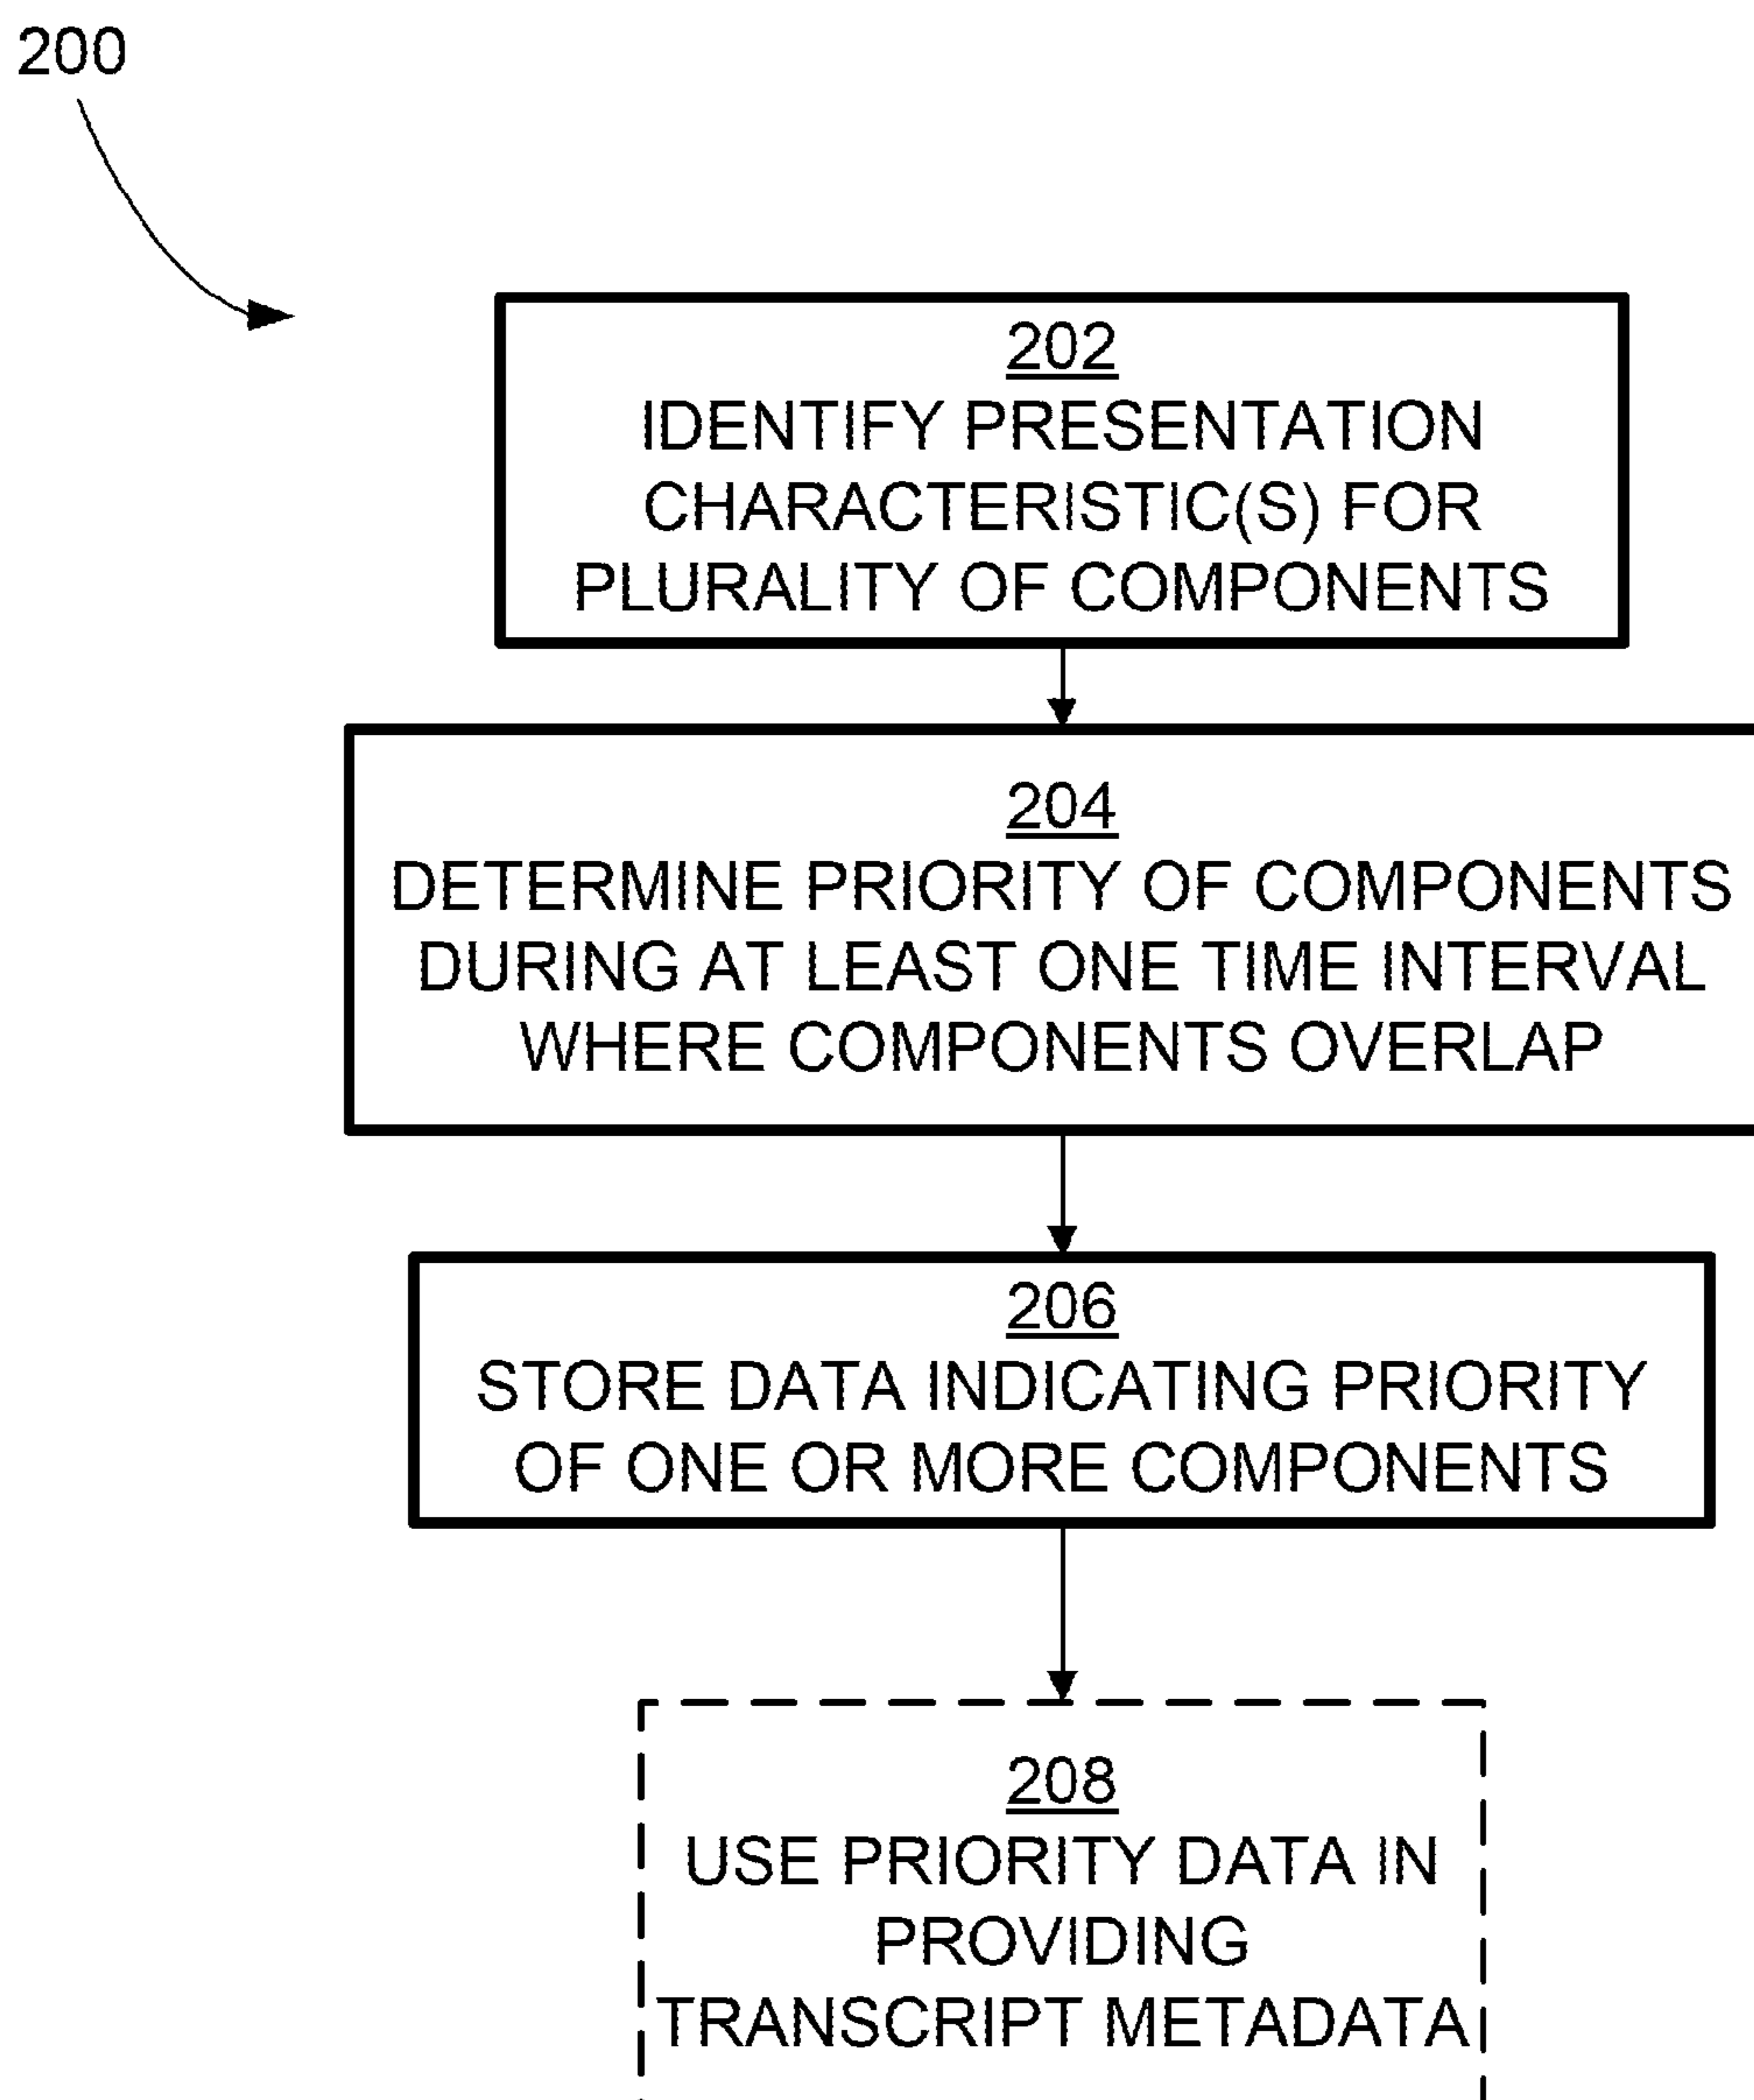 200
202
IDENTIFY PRESENTATION
CHARACTERISTIC(S) FOR
PLURALITY OF COMPONENTS
204
DETERMINE PRIORITY OF COMPONENTS
DURING AT LEAST ONE TIME INTERVAL
WHERE COMPONENTS OVERLAP
206
STORE DATA INDICATING PRIORITY
OF ONE OR MORE COMPONENTS
208
USE PRIORITY DATA IN
PROVIDING
TRANSCRIPT METADATA